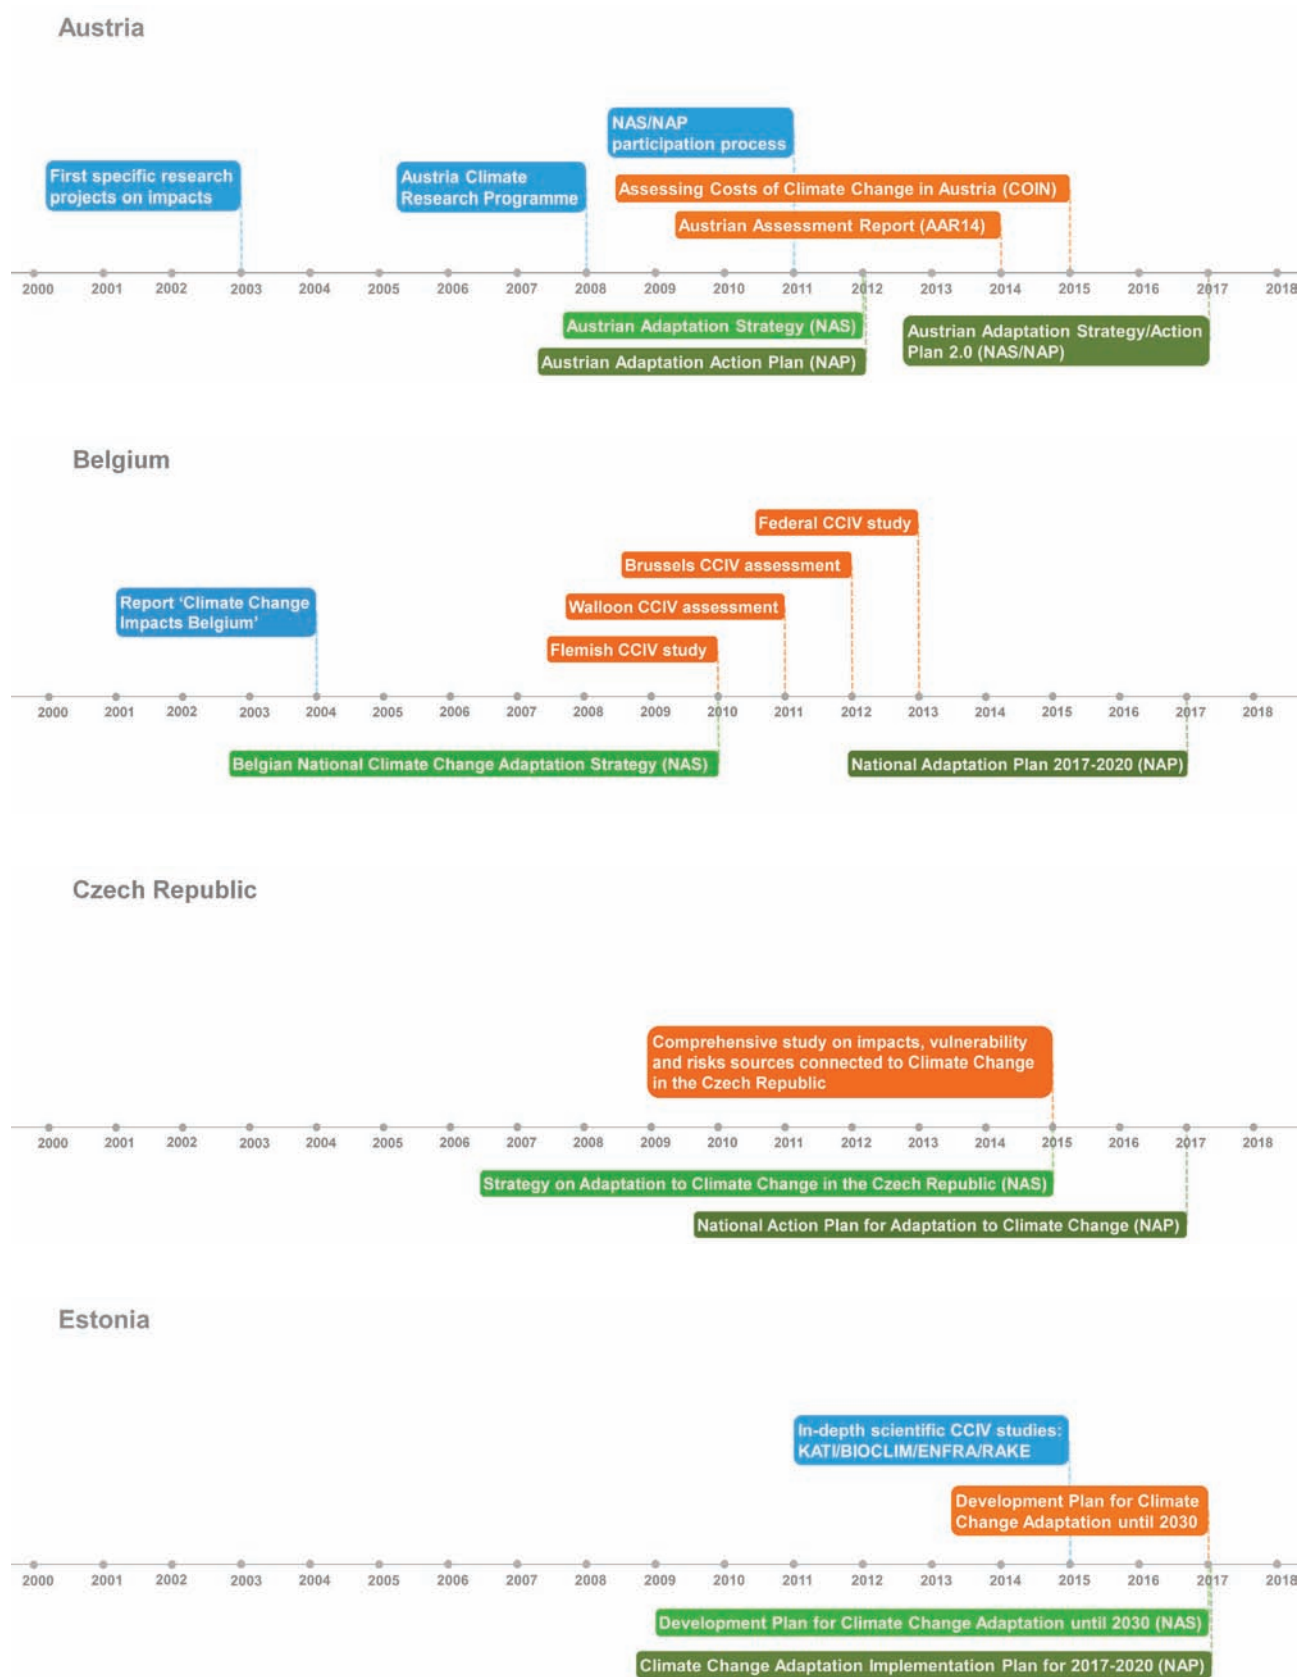 Austria
NAS/NAP
participation process
First specific research
projects on impacts
Austria Climate
Research Programme
Assessing Costs of Climate Change in Austria (COIN)
Austrian Assessment Report (AAR14)
2000 2001 2002 2003 2004 2005 2006 2007 2008 2009 2010 2011 2012 2013 2014 2015 2016 2017 2018
Austrian Adaptation Strategy (NAS)
Austrian Adaptation Action Plan (NAP)
Austrian Adaptation Strategy/Action
Plan 2.0 (NAS/NAP)
Belgium
Federal CCIV study
Brussels CCIV assessment
Report ‘Climate Change
Impacts Belgium’
Walloon CCIV assessment
Flemish CCIV study
2000 2001 2002 2003 2004 2005 2006 2007 2008 2009 2010 2011 2012 2013 2014 2015 2016 2017 2018
Belgian National Climate Change Adaptation Strategy (NAS)
National Adaptation Plan 2017-2020 (NAP)
Czech Republic
Comprehensive study on impacts, vulnerability
and risks sources connected to Climate Change
in the Czech Republic
2000 2001 2002 2003 2004 2005 2006 2007 2008 2009 2010 2011 2012 2013 2014 2015 2016 2017 2018
Strategy on Adaptation to Climate Change in the Czech Republic (NAS)
National Action Plan for Adaptation to Climate Change (NAP)
Estonia
In-depth scientific CCIV studies:
KATI/BIOCLIM/ENFRA/RAKE
Development Plan for Climate
Change Adaptation until 2030
2000 2001 2002 2003 2004 2005 2006 2007 2008 2009 2010 2011 2012 2013 2014 2015 2016 2017 2018
Development Plan for Climate Change Adaptation until 2030 (NAS)
Climate Change Adaptation Implementation Plan for 2017-2020 (NAP)